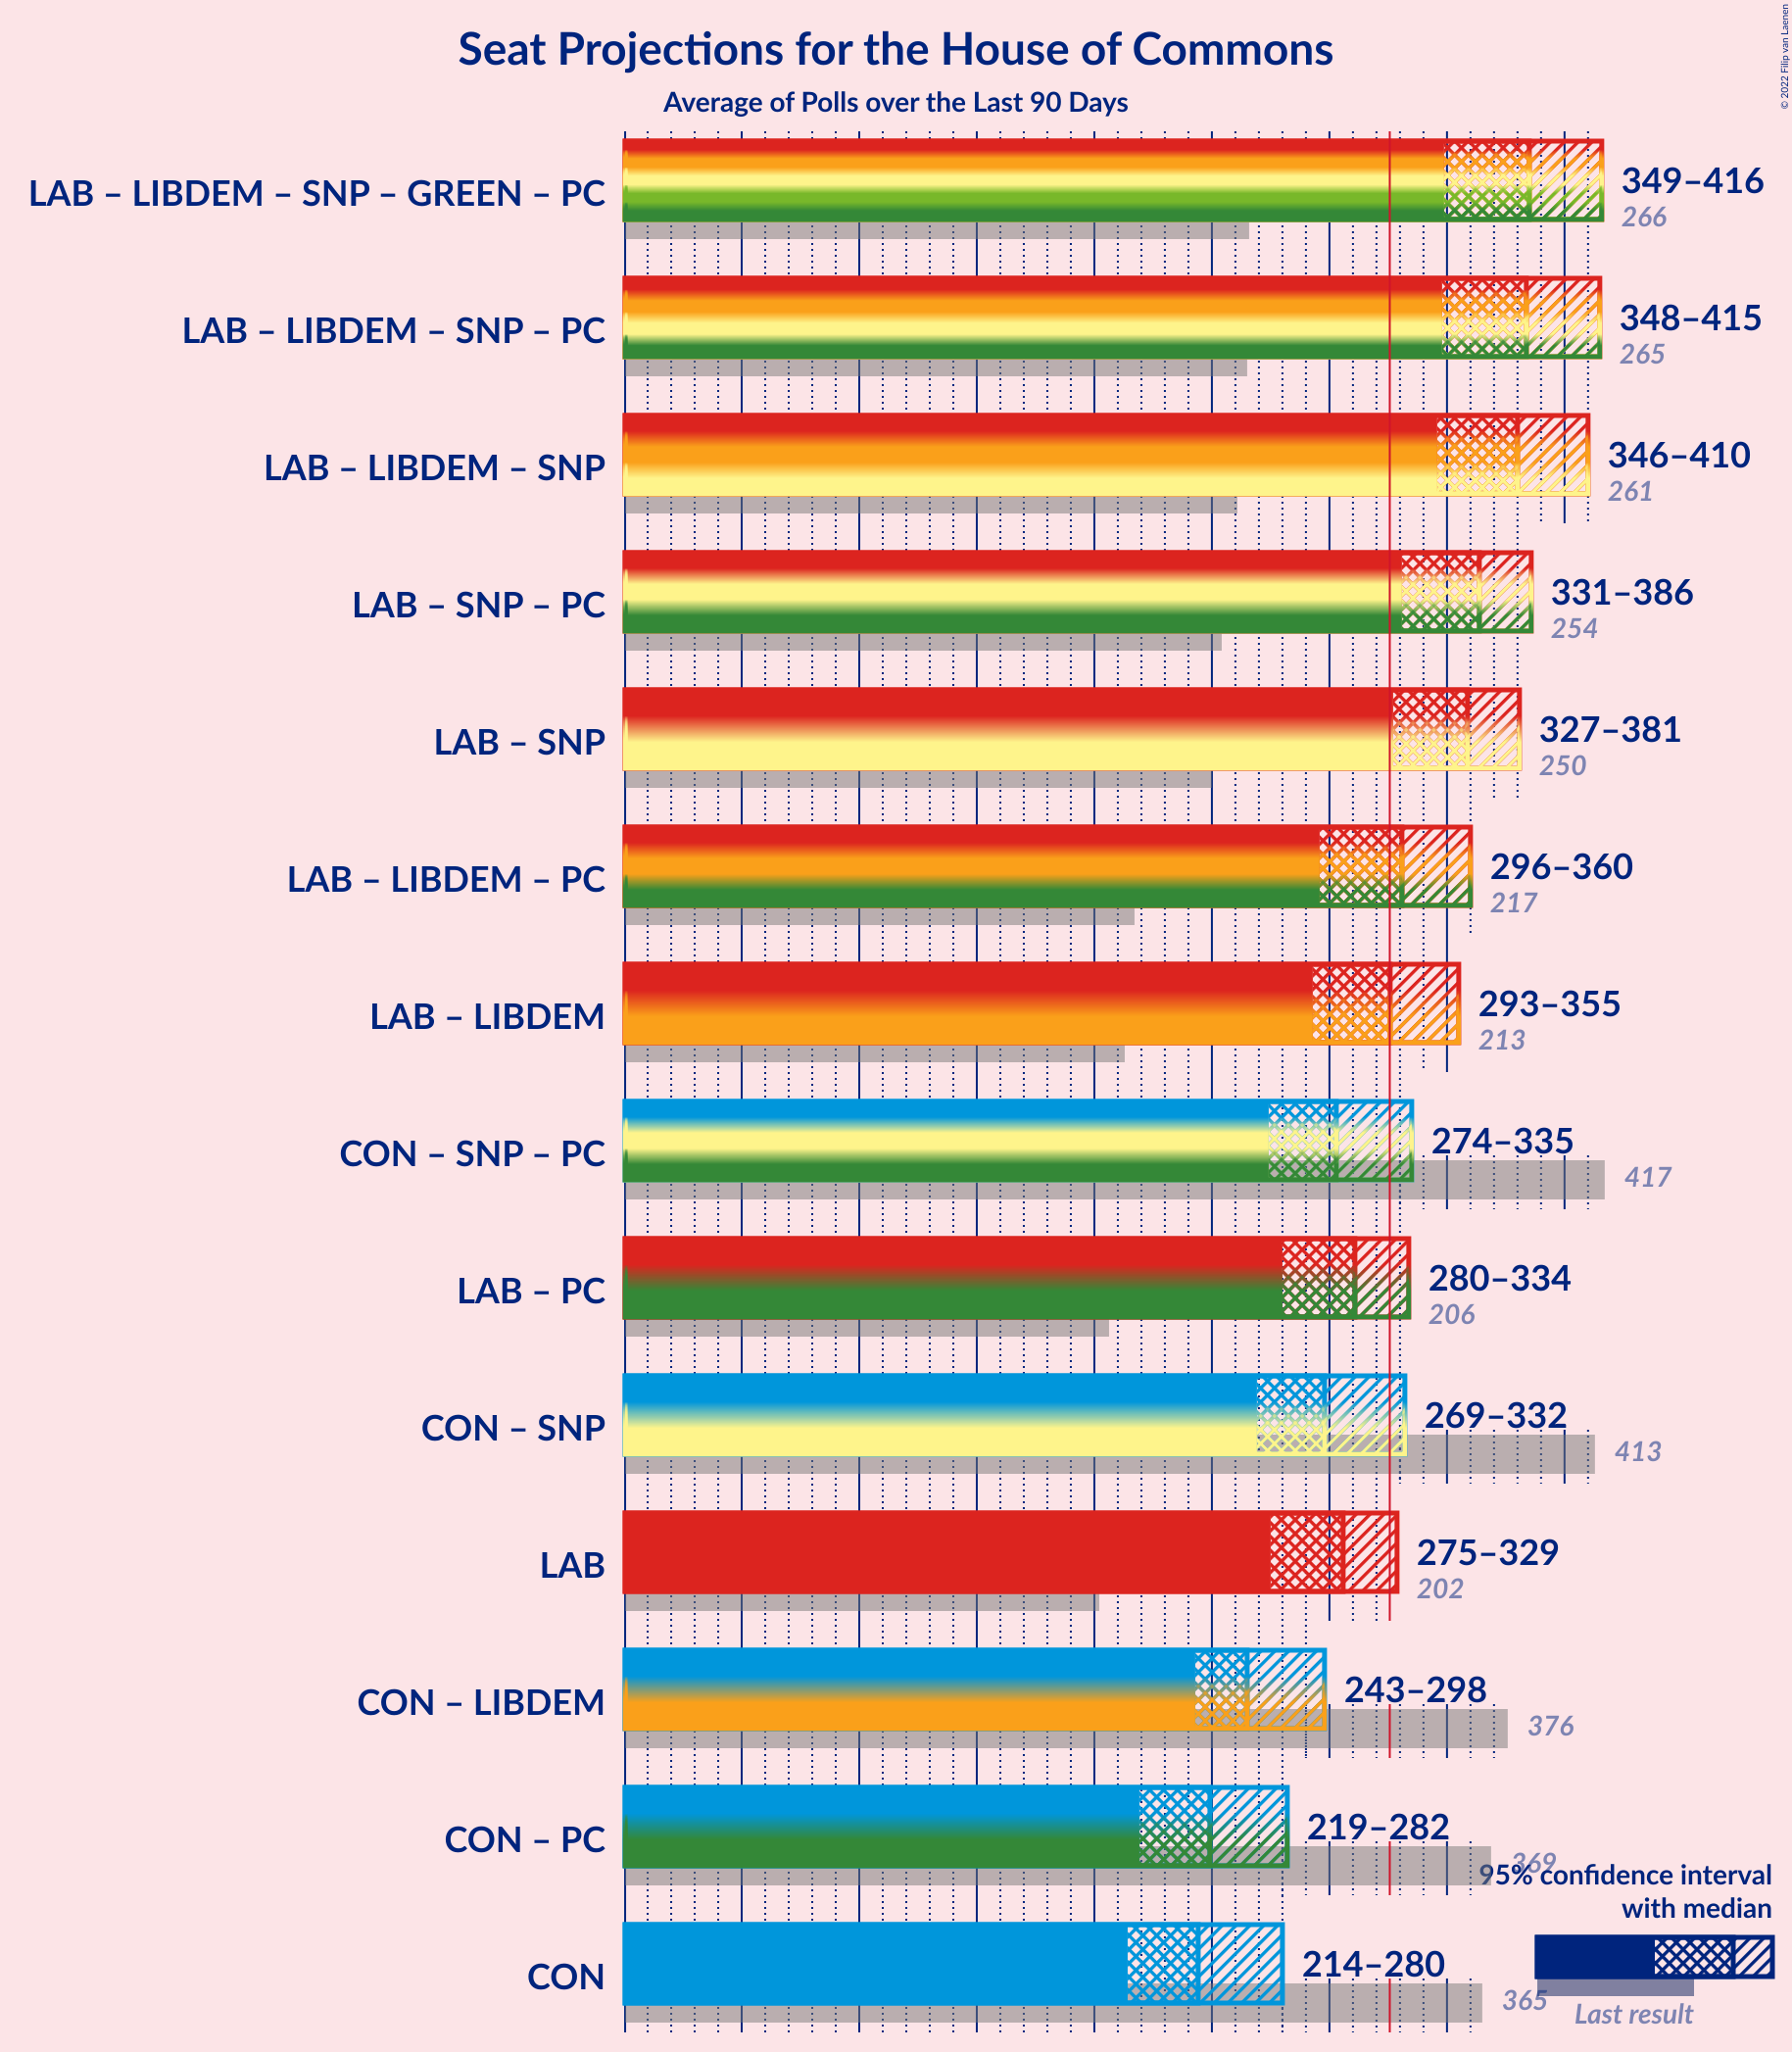 Seat Projections for the House of Commons
Average of Polls over the Last 90 Days
© 2022 Filip van Laenen
LAB – LIBDEM – SNP – GREEN – PC
349–416
266
LAB – LIBDEM – SNP – PC
348–415
265
LAB – LIBDEM – SNP
346–410
261
LAB – SNP – PC
331–386
254
LAB – SNP
327–381
250
LAB – LIBDEM – PC
296–360
217
LAB – LIBDEM
293–355
213
CON – SNP – PC
274–335
417
LAB – PC
280–334
206
CON – SNP
269–332
413
LAB
275–329
202
CON – LIBDEM
243–298
376
CON – PC
219–282
369
CON
214–280
365
95% confidence interval
with median
Last result